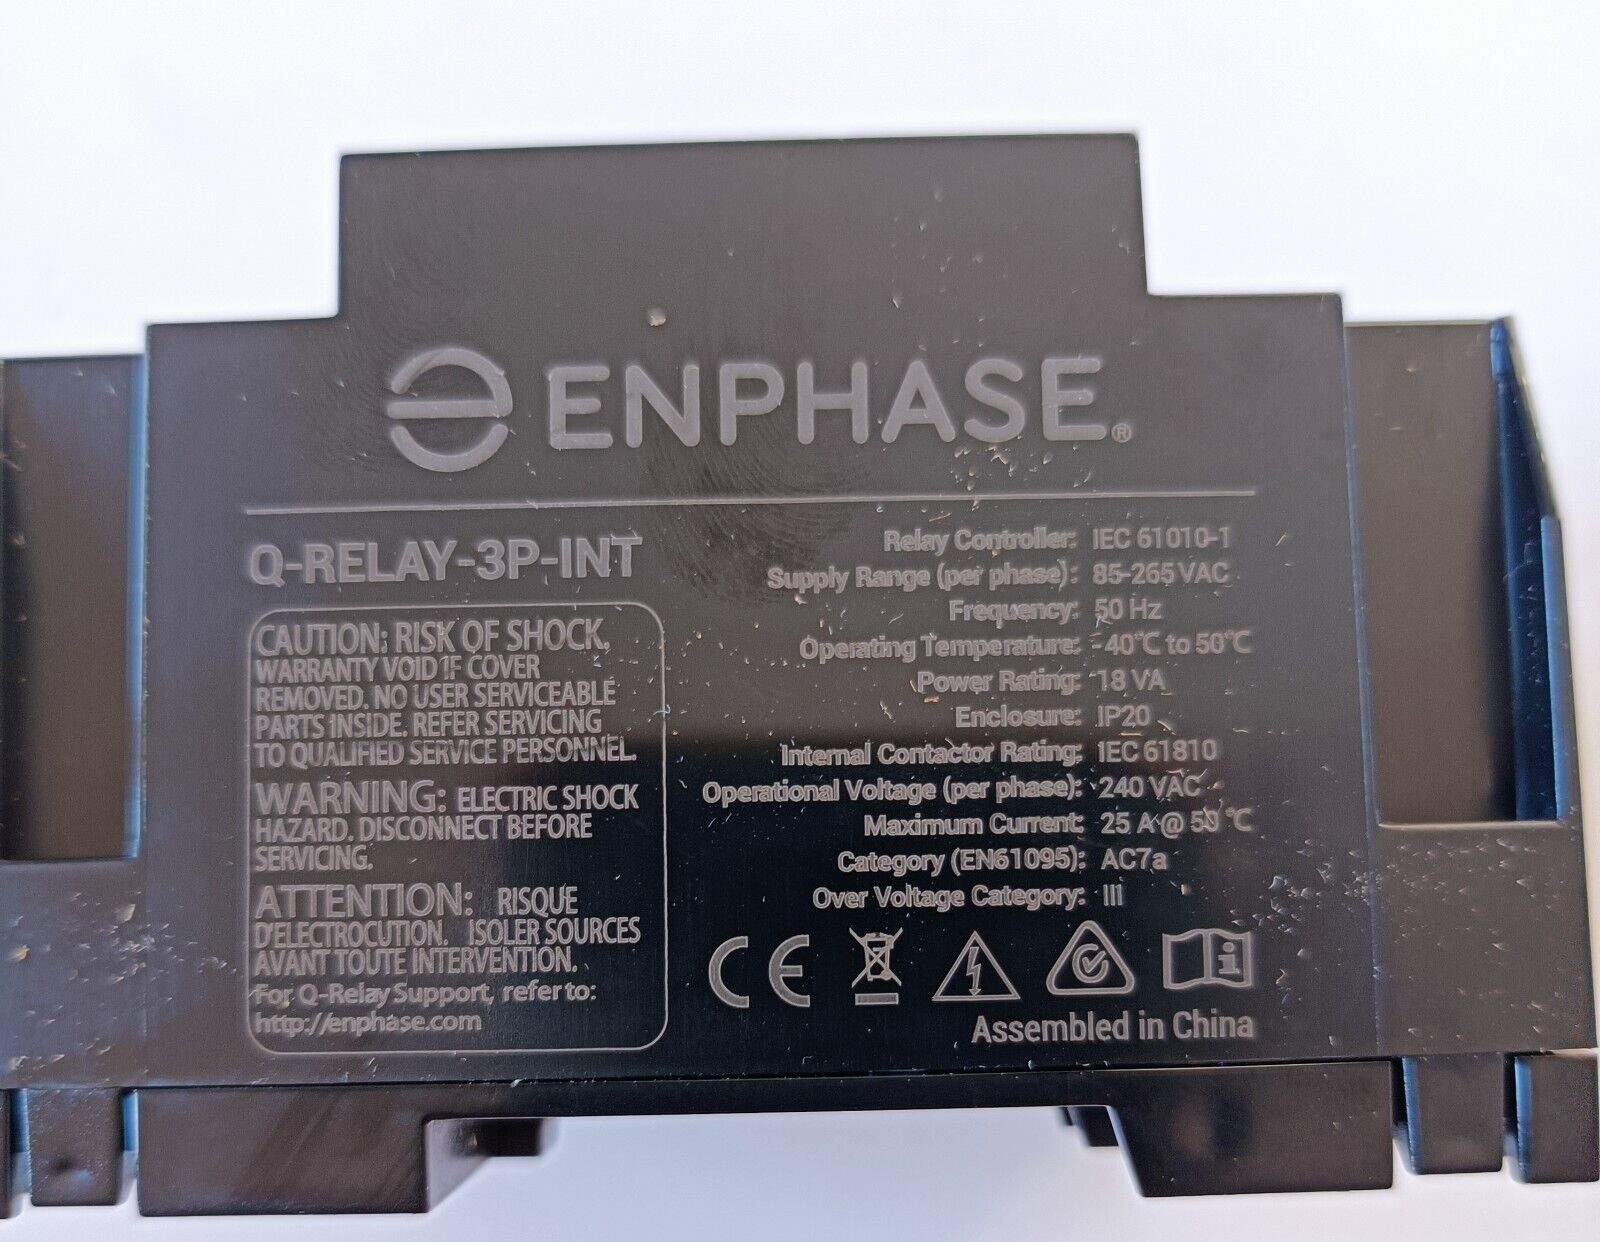 ENPHASE®
Q-RELAY-3P-INT
CAUTION: RISK OF SHOCK.
WARRANTY VOID IF COVER
REMOVED. NO USER SERVICEABLE
PARTS INSIDE. REFER SERVICING
TO QUALIFIED SERVICE PERSONNEL.
WARNING: ELECTRIC SHOCK
HAZARD. DISCONNECT BEFORE
SERVICING.
ATTENTION: RISQUE
D'ELECTROCUTION. ISOLER SOURCES
AVANT TOUTE INTERVENTION.
For Q-Relay Support, refer to:
http://enphase.com
Relay Controller: IEC 61010-1
Supply Range (per phase): 85-265 VAC
Frequency: 50 Hz
Operating Temperature: -40°C to 50°C
Power Rating: 18 VA
Enclosure: IP20
Internal Contactor Rating: IEC 61810
Operational Voltage (per phase): 240 VAC
Maximum Current: 25 A @ 50 °C
Category (EN61095): AC7a
Over Voltage Category: III
CE
Assembled in China